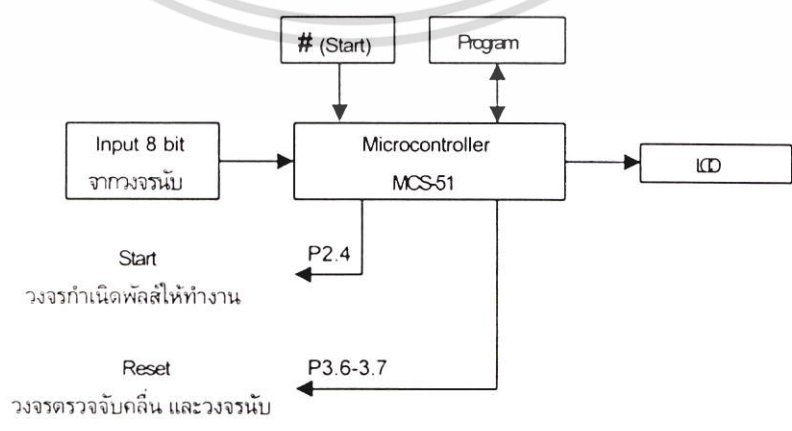 # (Start)
Program
Input 8 bit
จากวงจรนับ
Microcontroller
MCS-51
LCD
Start
วงจรกำเนิดพัลส์ให้ทำงาน
P2.4
Reset
วงจรตรวจจับคลื่น และวงจรนับ
P3.6-3.7